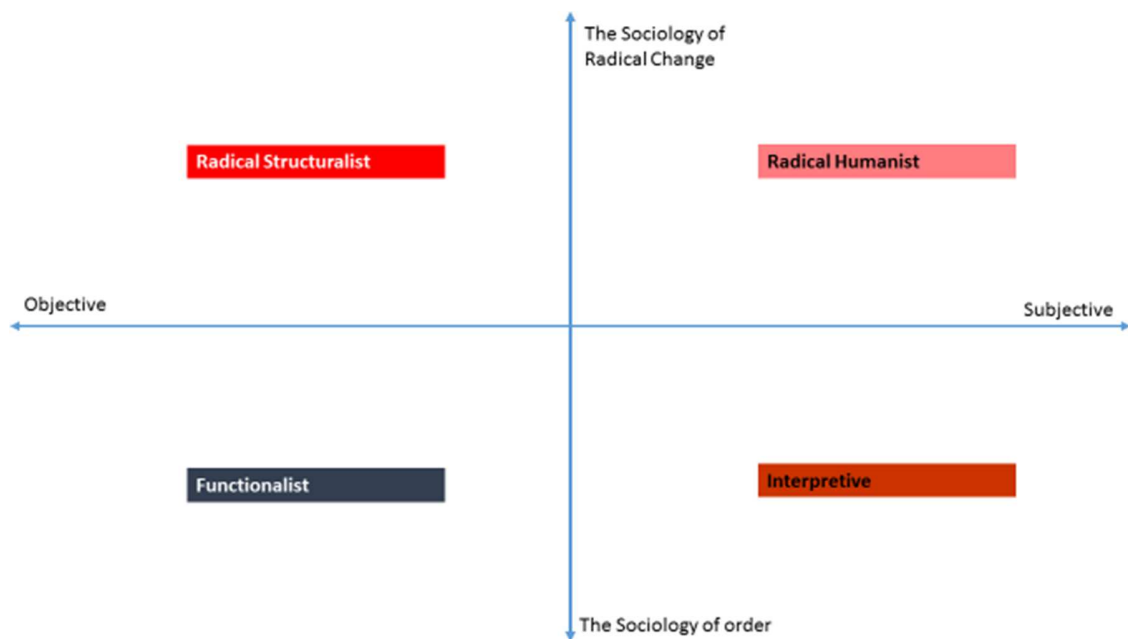 The Sociology of
Radical Change
Radical Structuralist
Radical Humanist
Objective
Subjective
Functionalist
Interpretive
The Sociology of order